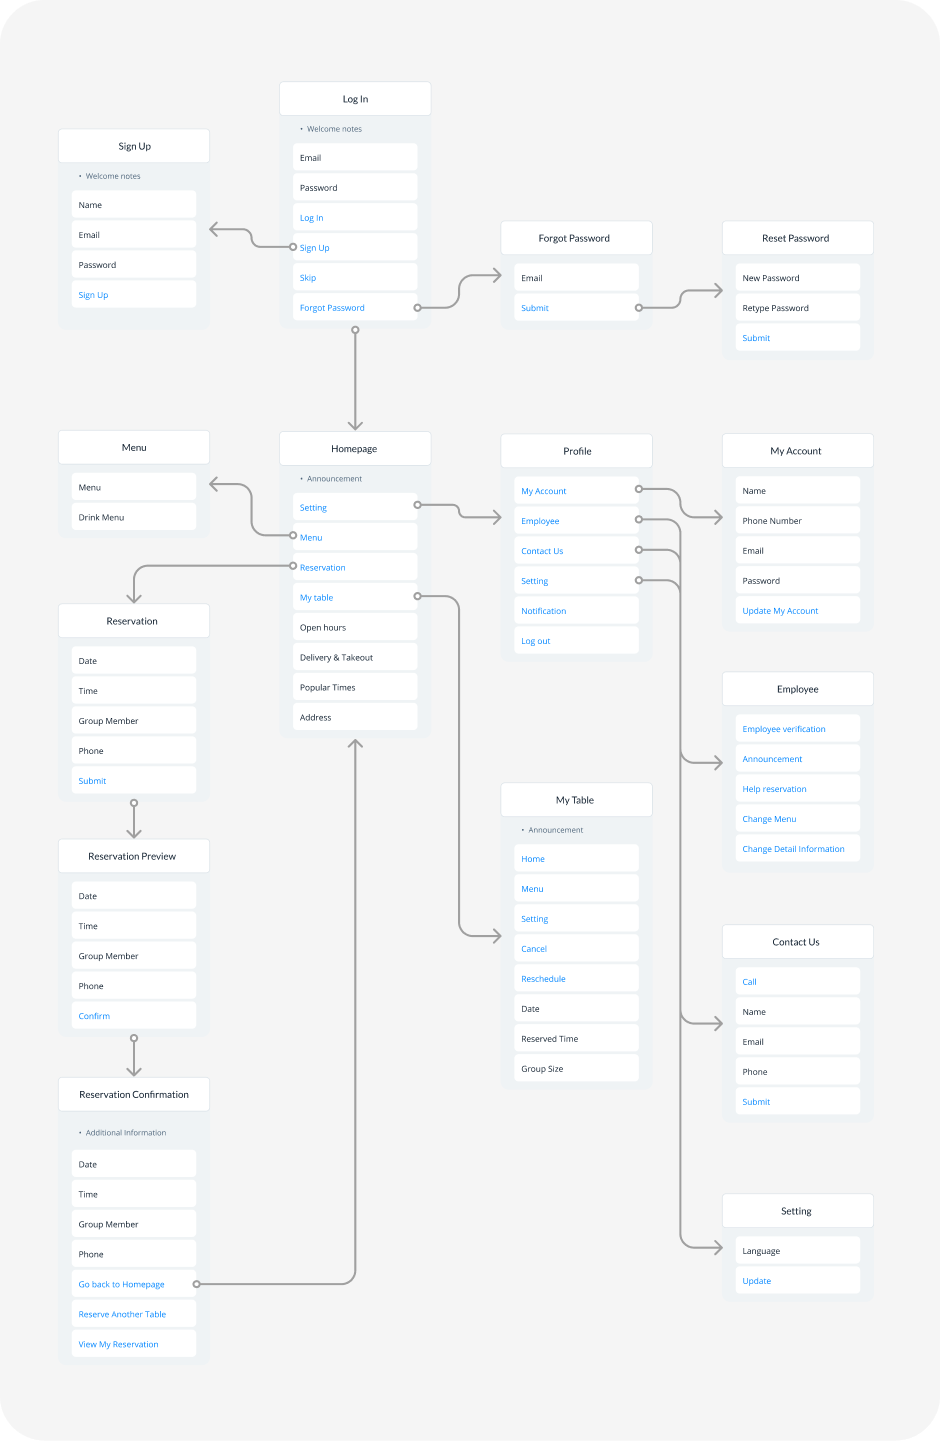 Log In
• Welcome notes
Email
Password
Log In
Sign Up
Skip
Forgot Password
Sign Up
• Welcome notes
Name
Email
Password
Sign Up
Forgot Password
Email
Submit
Reset Password
New Password
Retype Password
Submit
Menu
Menu
Drink Menu
Homepage
• Announcement
Setting
Menu
Reservation
My table
Open hours
Delivery & Takeout
Popular Times
Address
Profile
My Account
Employee
Contact Us
Setting
Notification
Log out
My Account
Name
Phone Number
Email
Password
Update My Account
Reservation
Date
Time
Group Member
Phone
Submit
Employee
Employee verification
Announcement
Help reservation
Change Menu
Change Detail Information
My Table
• Announcement
Home
Menu
Setting
Cancel
Reschedule
Date
Reserved Time
Group Size
Reservation Preview
Date
Time
Group Member
Phone
Confirm
Contact Us
Call
Name
Email
Phone
Submit
Reservation Confirmation
• Additional Information
Date
Time
Group Member
Phone
Go back to Homepage
Reserve Another Table
View My Reservation
Setting
Language
Update